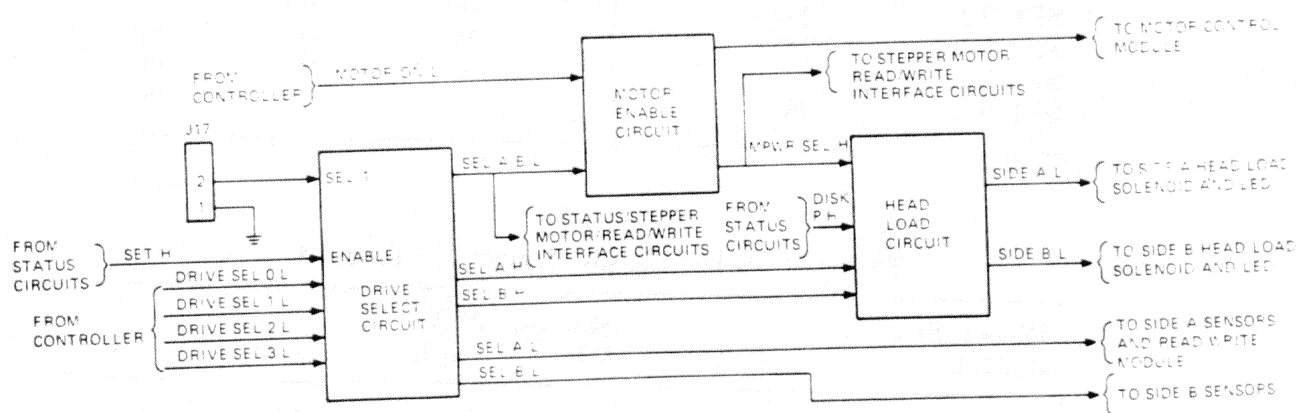 TO MOTOR CONTROL
MODULE
FROM
CONTROLLER
MOTOR ON L
TO STEPPER MOTOR
READ/WRITE
INTERFACE CIRCUITS
MOTOR
ENABLE
CIRCUIT
J17
2
1
SEL 1
SEL A B L
MPWR SEL H
SIDE A L
TO SIDE A HEAD LOAD
SOLENOID AND LED
TO STATUS/STEPPER
MOTOR/READ/WRITE
INTERFACE CIRCUITS
FROM
STATUS
CIRCUITS
DISK
P H
HEAD
LOAD
CIRCUIT
FROM
STATUS
CIRCUITS
SET H
ENABLE
SIDE B L
TO SIDE B HEAD LOAD
SOLENOID AND LED
SEL A H
SEL B H
DRIVE
SELECT
CIRCUIT
FROM
CONTROLLER
DRIVE SEL 0 L
DRIVE SEL 1 L
DRIVE SEL 2 L
DRIVE SEL 3 L
SEL A L
TO SIDE A SENSORS
AND READ WRITE
MODULE
SEL B L
TO SIDE B SENSORS